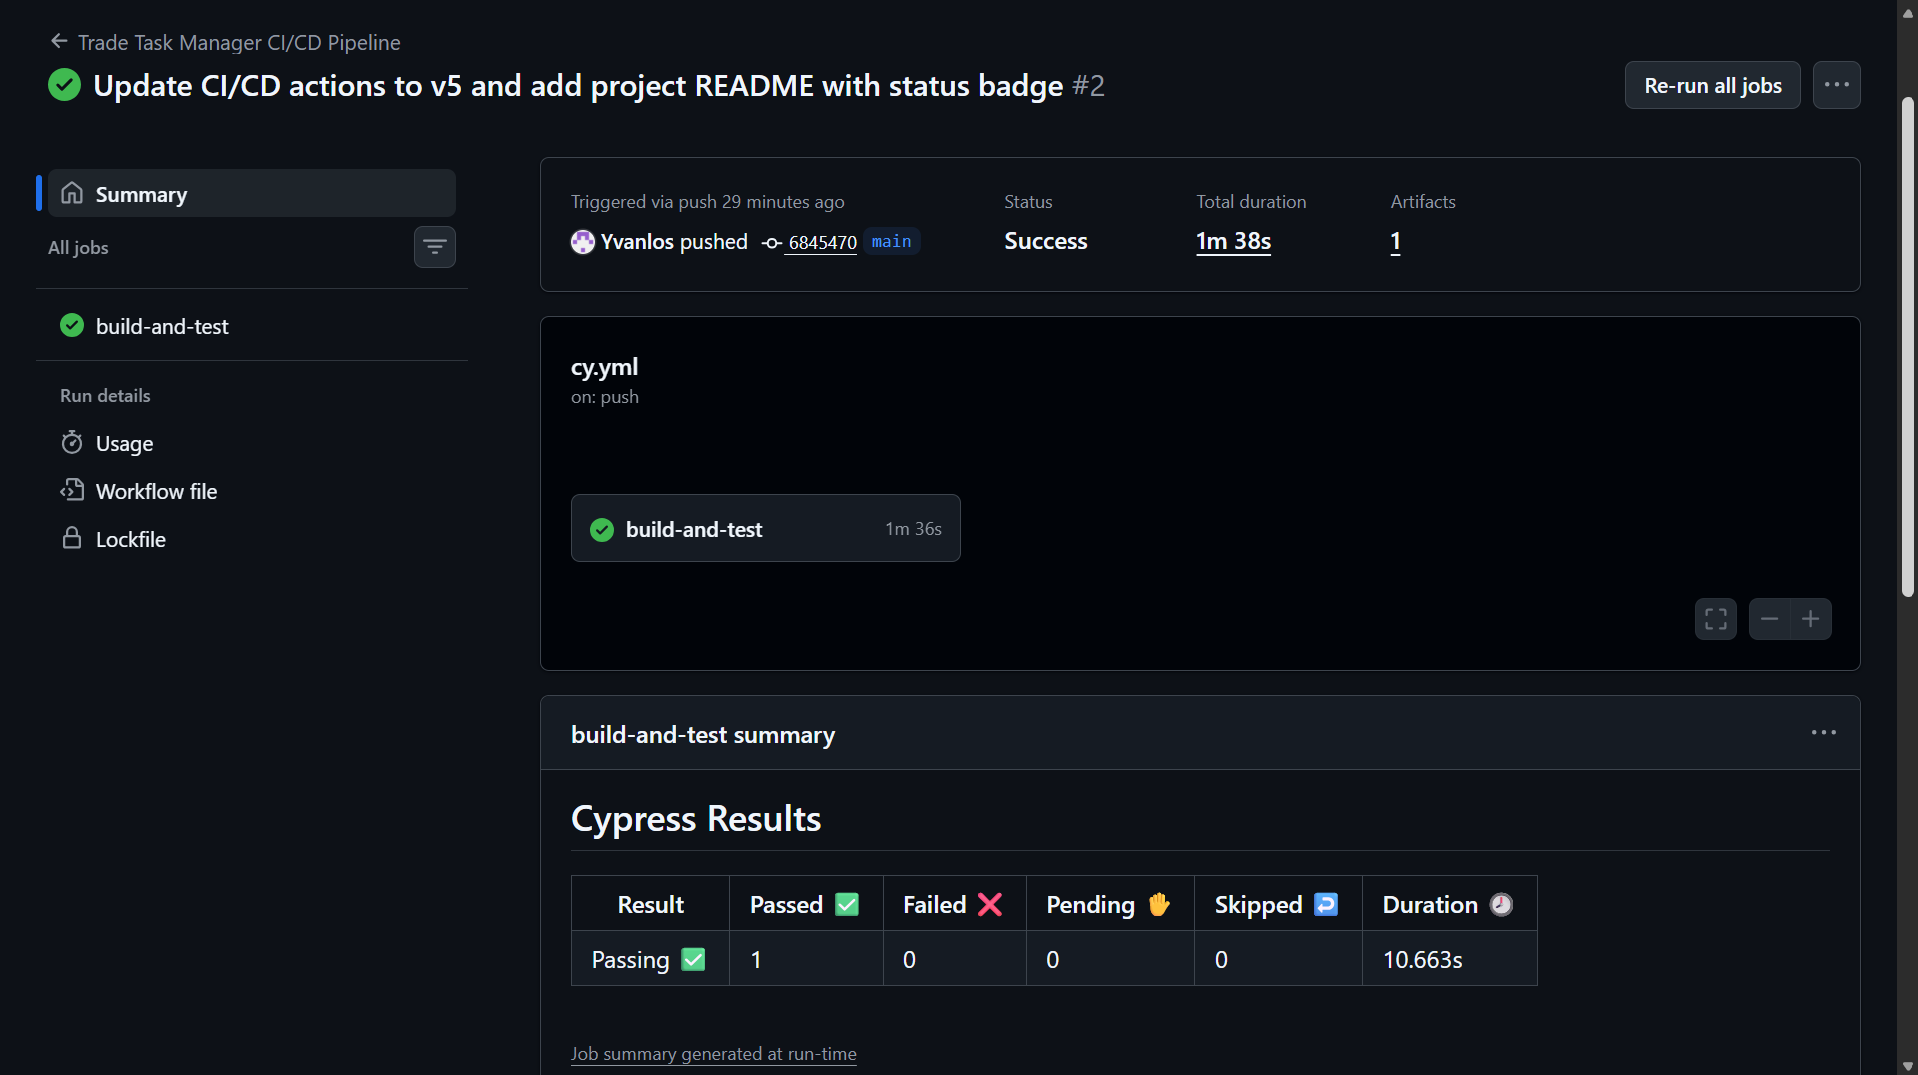 Trade Task Manager CI/CD Pipeline
Update CI/CD actions to v5 and add project README with status badge #2
Re-run all jobs
Summary
All jobs
build-and-test
Run details
Usage
Workflow file
Lockfile
Triggered via push 29 minutes ago
Yvanlos pushed 6845470 main
Status
Success
Total duration
1m 38s
Artifacts
1
cy.yml
on: push
build-and-test 1m 36s
build-and-test summary
Cypress Results
Result Passed ✅ Failed ❌ Pending ✋ Skipped ↩️ Duration 🕗
Passing ✅ 1 0 0 0 10.663s
Job summary generated at run-time